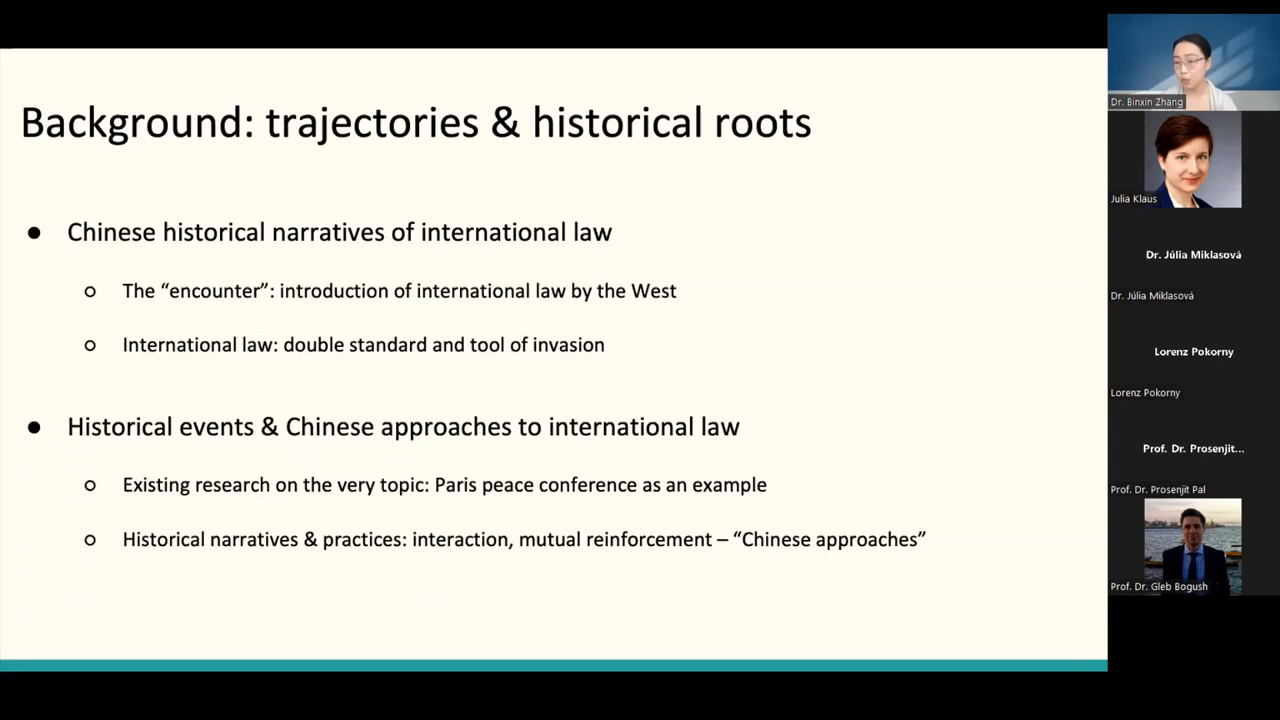 Background: trajectories & historical roots
● Chinese historical narratives of international law
○ The “encounter”: introduction of international law by the West
○ International law: double standard and tool of invasion
● Historical events & Chinese approaches to international law
○ Existing research on the very topic: Paris peace conference as an example
○ Historical narratives & practices: interaction, mutual reinforcement – “Chinese approaches”
Dr. Binxin Zhang
Julia Klaus
Dr. Júlia Miklasová
Dr. Júlia Miklasová
Lorenz Pokorny
Lorenz Pokorny
Prof. Dr. Prosenjit...
Prof. Dr. Prosenjit Pal
Prof. Dr. Gleb Bogush